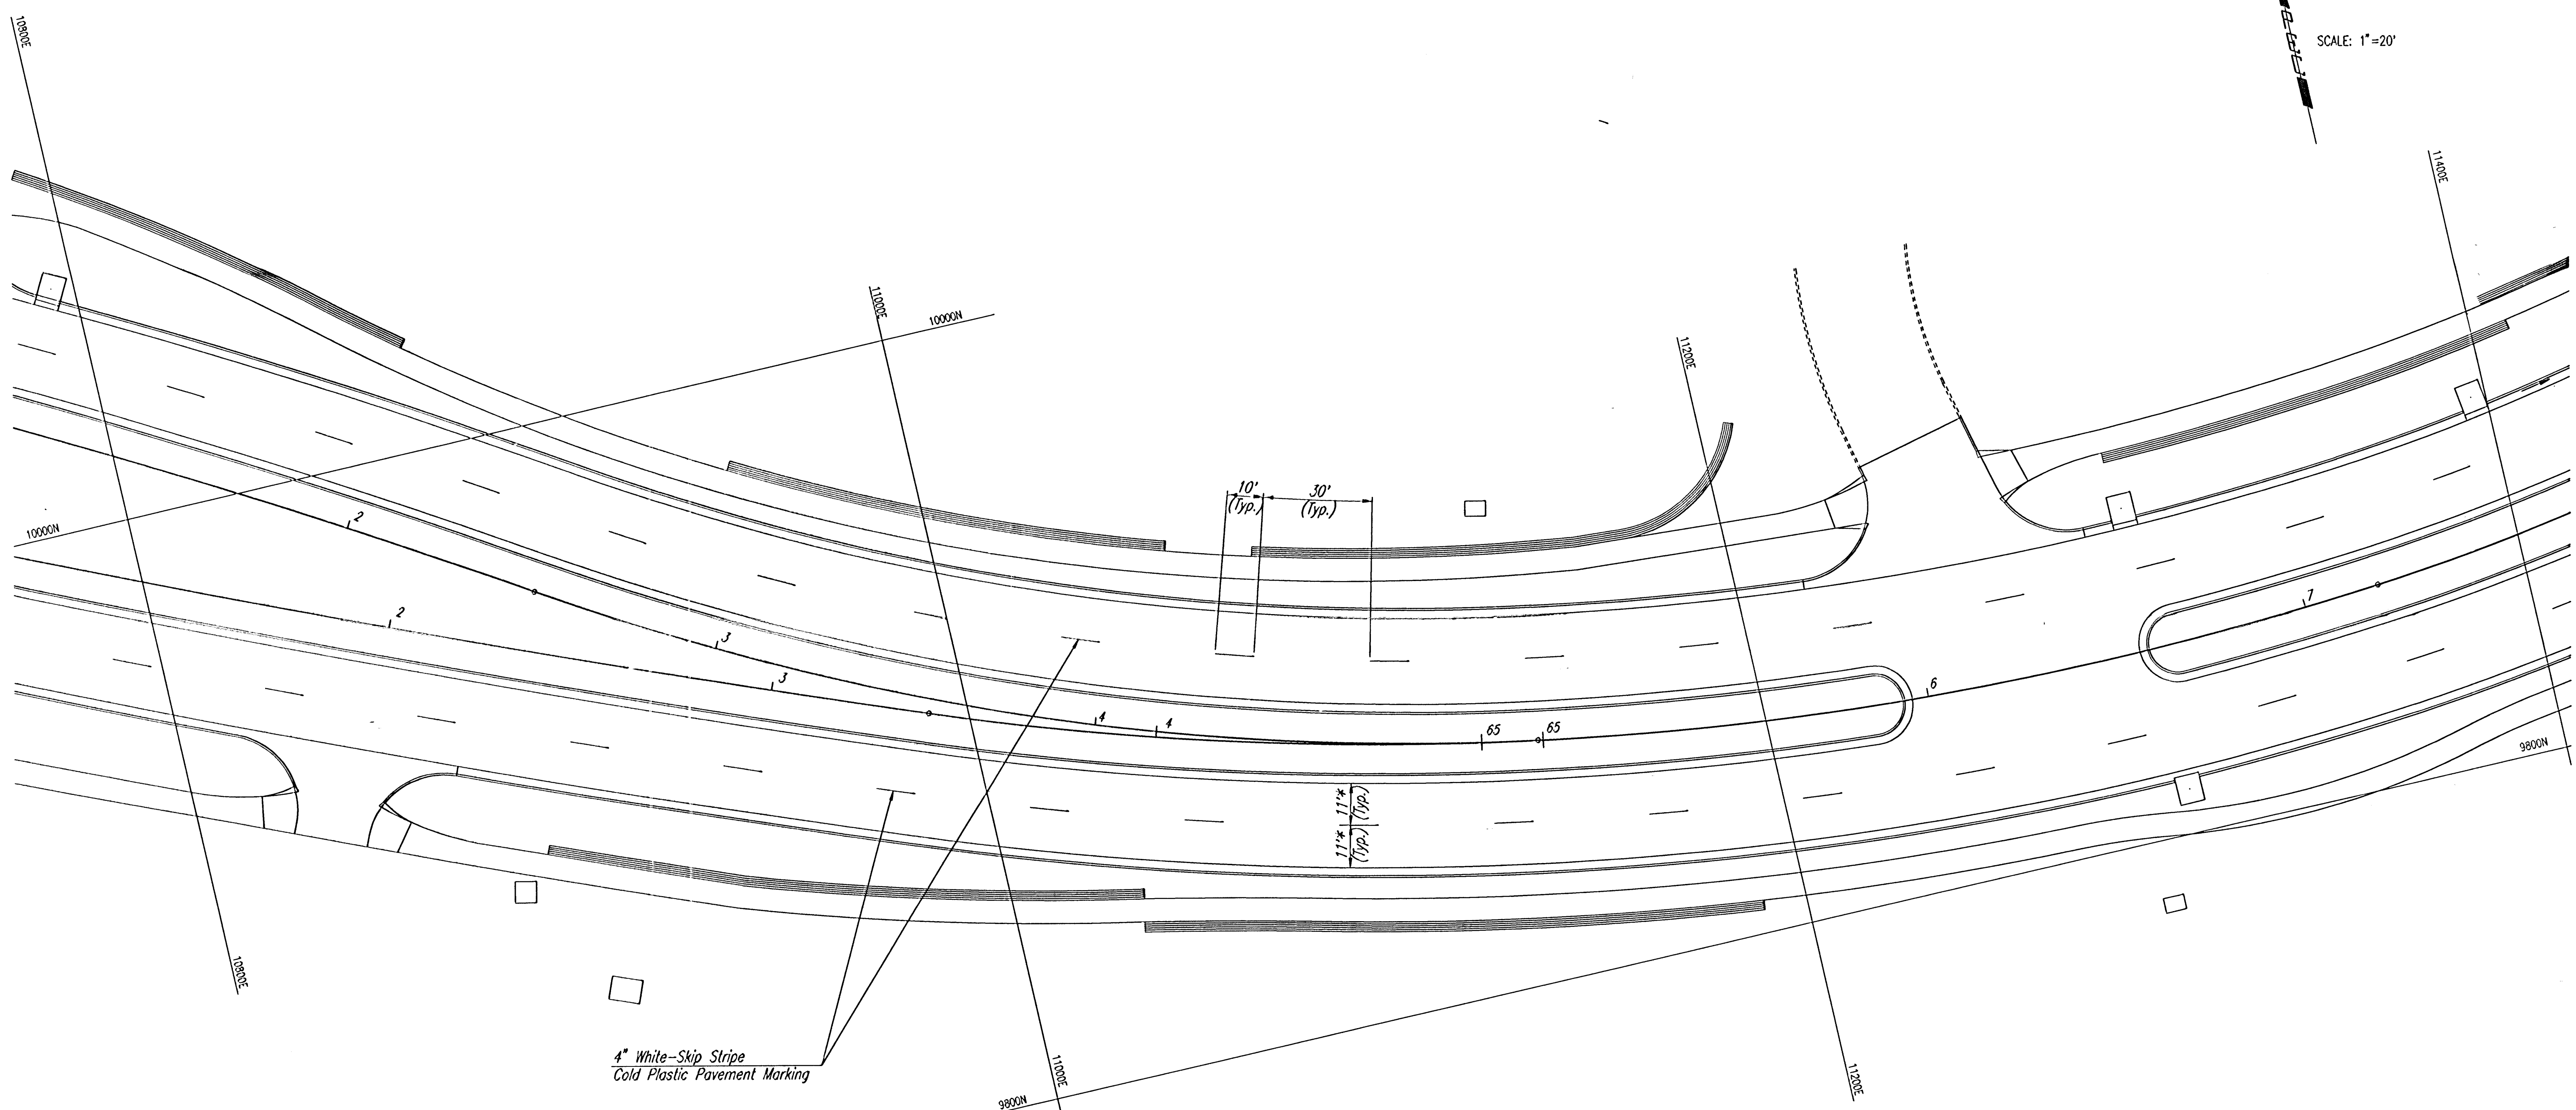 10800E
SCALE: 1"=20'
11400E
11000E
10000N
11200E
10'
(Typ.)
30'
(Typ.)
2
10000N
2
3
3
4
4
65
65
6
7
9800N
11'*
(Typ.)
11'*
(Typ.)
10800E
4" White-Skip Stripe
Cold Plastic Pavement Marking
11000E
11200E
9800N